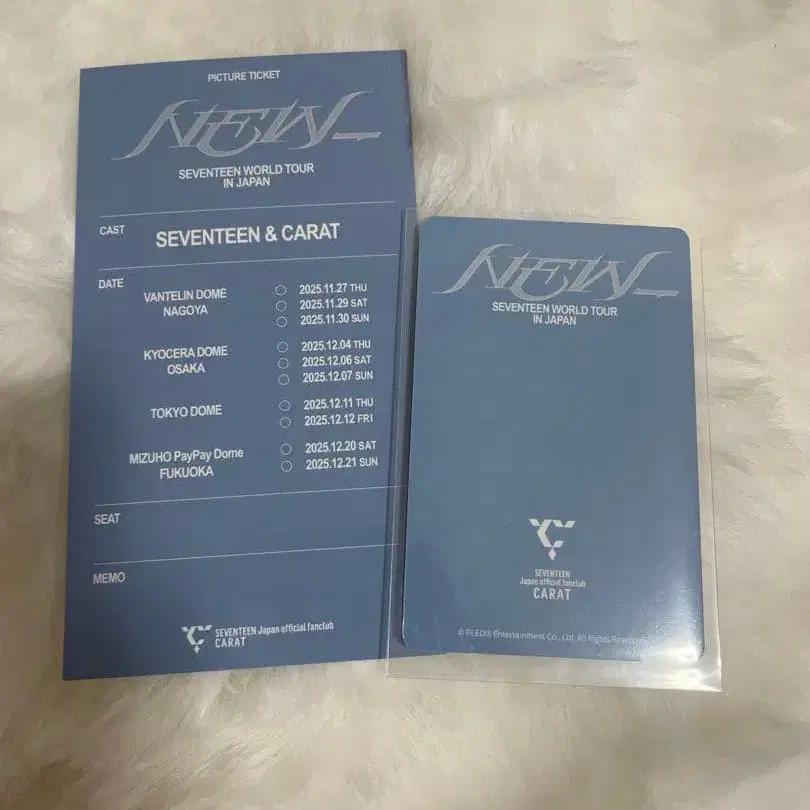 PICTURE TICKET
NEW_
SEVENTEEN WORLD TOUR
IN JAPAN
CAST
SEVENTEEN & CARAT
DATE
VANTELIN DOME
NAGOYA
2025.11.27 THU
2025.11.29 SAT
2025.11.30 SUN
KYOCERA DOME
OSAKA
2025.12.04 THU
2025.12.06 SAT
2025.12.07 SUN
TOKYO DOME
2025.12.11 THU
2025.12.12 FRI
MIZUHO PayPay Dome
FUKUOKA
2025.12.20 SAT
2025.12.21 SUN
SEAT
MEMO
SEVENTEEN Japan official fanclub
CARAT
NEW_
SEVENTEEN WORLD TOUR
IN JAPAN
SEVENTEEN
Japan official fanclub
CARAT
© PLEDIS Entertainment Co., Ltd. All Rights Reserved.